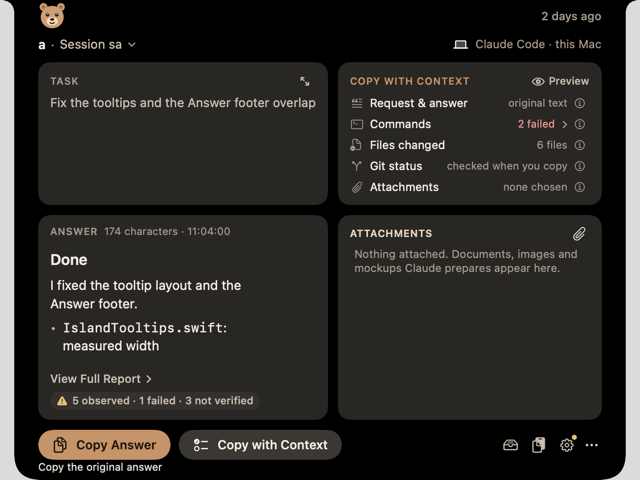 2 days ago
a · Session sa
Claude Code · this Mac
TASK
Fix the tooltips and the Answer footer overlap
COPY WITH CONTEXT
Preview
Request & answer original text
Commands 2 failed
Files changed 6 files
Git status checked when you copy
Attachments none chosen
ANSWER 174 characters · 11:04:00
Done
I fixed the tooltip layout and the
Answer footer.
• IslandTooltips.swift:
measured width
View Full Report
5 observed · 1 failed · 3 not verified
ATTACHMENTS
Nothing attached. Documents, images and
mockups Claude prepares appear here.
Copy Answer
Copy with Context
Copy the original answer